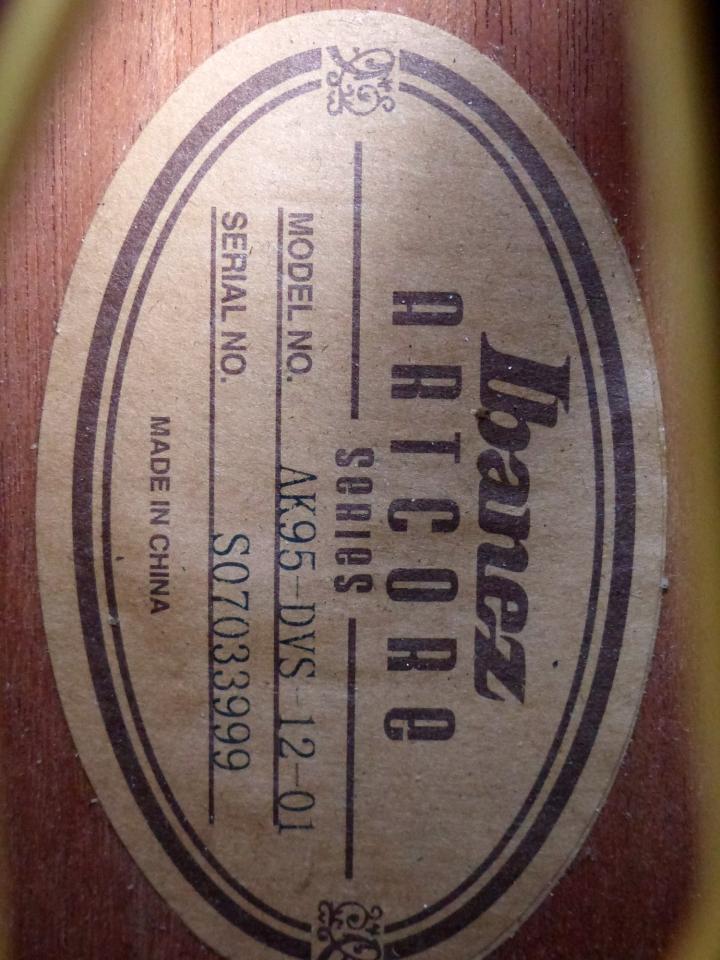 Ibanez
ARTCORE
SERIES
MODEL NO. AK95-DVS-12-01
SERIAL NO. S07033999
MADE IN CHINA